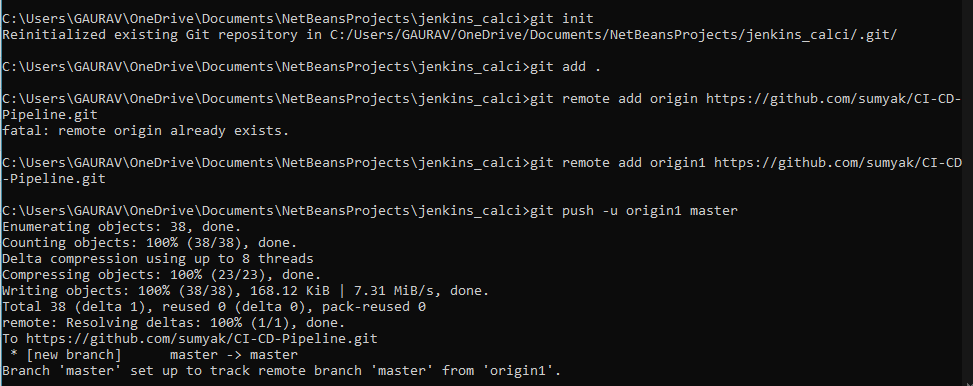 C:\Users\GAURAV\OneDrive\Documents\NetBeansProjects\jenkins_calci>git init
Reinitialized existing Git repository in C:/Users/GAURAV/OneDrive/Documents/NetBeansProjects/jenkins_calci/.git/
C:\Users\GAURAV\OneDrive\Documents\NetBeansProjects\jenkins_calci>git add .
C:\Users\GAURAV\OneDrive\Documents\NetBeansProjects\jenkins_calci>git remote add origin https://github.com/sumyak/CI-CD-
Pipeline.git
fatal: remote origin already exists.
C:\Users\GAURAV\OneDrive\Documents\NetBeansProjects\jenkins_calci>git remote add origin1 https://github.com/sumyak/CI-CD
-Pipeline.git
C:\Users\GAURAV\OneDrive\Documents\NetBeansProjects\jenkins_calci>git push -u origin1 master
Enumerating objects: 38, done.
Counting objects: 100% (38/38), done.
Delta compression using up to 8 threads
Compressing objects: 100% (23/23), done.
Writing objects: 100% (38/38), 168.12 KiB | 7.31 MiB/s, done.
Total 38 (delta 1), reused 0 (delta 0), pack-reused 0
remote: Resolving deltas: 100% (1/1), done.
To https://github.com/sumyak/CI-CD-Pipeline.git
 * [new branch]      master -> master
Branch 'master' set up to track remote branch 'master' from 'origin1'.